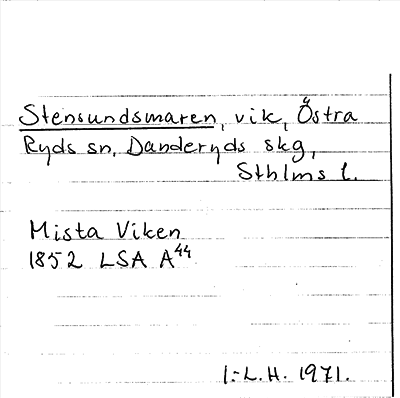 Stensundsmaren, vik, Östra
Ryds sn, Danderyds skg,
Sthlms l.
Mista Viken
1852 LSA A44
I.-L.H. 1971.